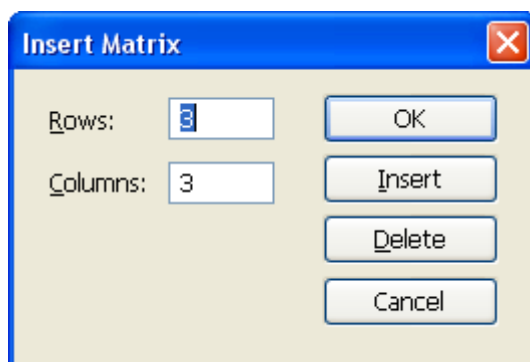 Insert Matrix
Rows: 3
OK
Columns: 3
Insert
Delete
Cancel